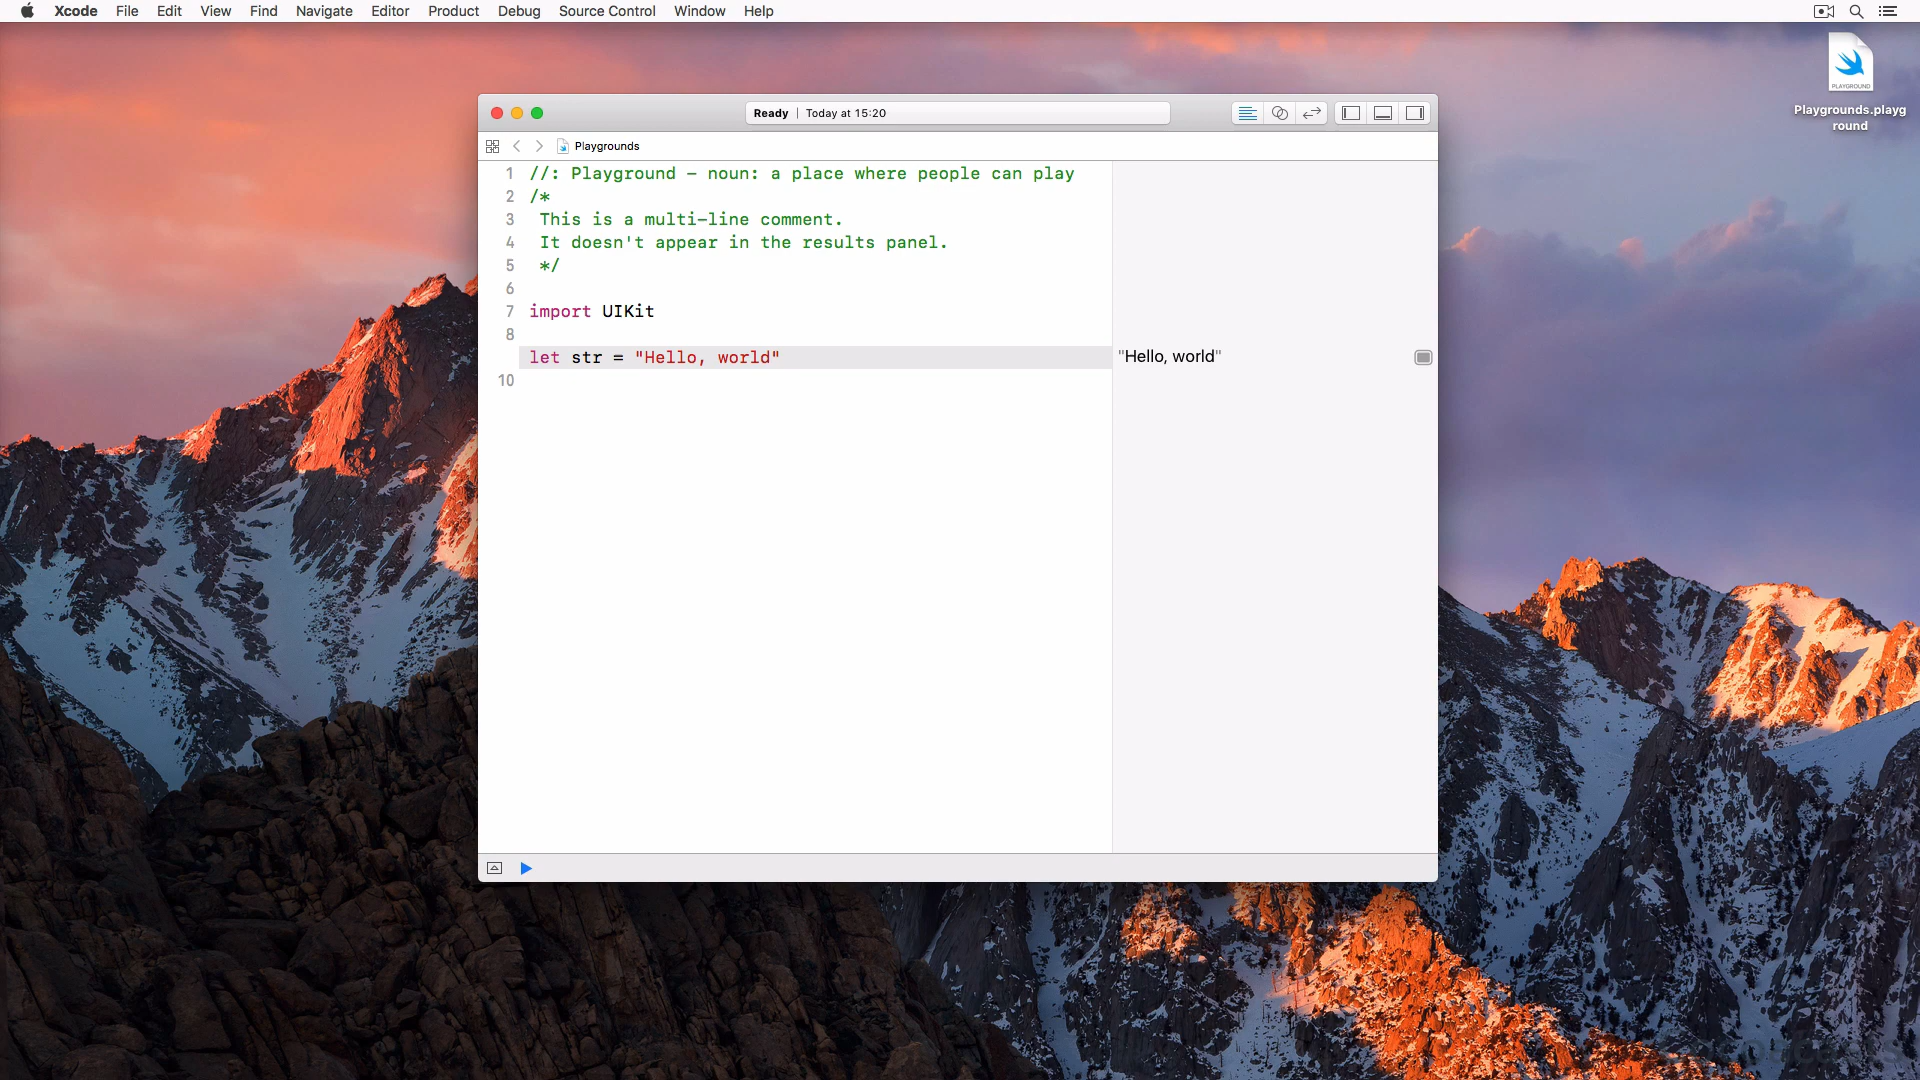 Xcode File Edit View Find Navigate Editor Product Debug Source Control Window Help
PLAYGROUND
Playgrounds.playg
round
Ready | Today at 15:20
Playgrounds
1 //: Playground – noun: a place where people can play
2 /*
3 This is a multi-line comment.
4 It doesn't appear in the results panel.
5 */
6
7 import UIKit
8
let str = "Hello, world" "Hello, world"
10